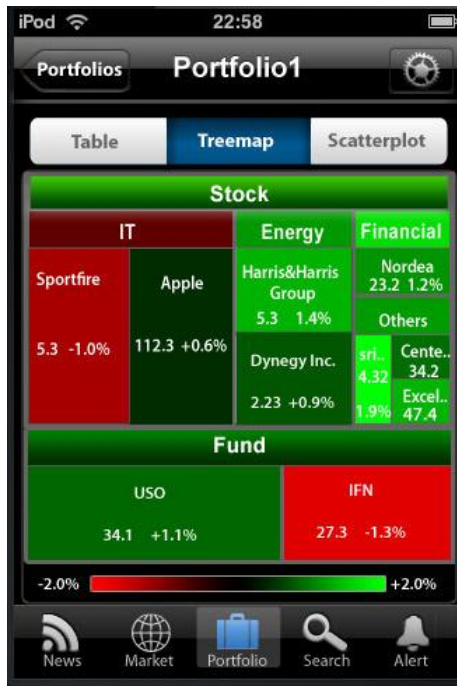 iPod 22:58
Portfolios Portfolio1
Table Treemap Scatterplot
Stock
IT Energy Financial
Sportfire
5.3 -1.0%
Apple
112.3 +0.6%
Harris&Harris
Group
5.3 1.4%
Dynegy Inc.
2.23 +0.9%
Nordea
23.2 1.2%
Others
sri..
4.32
1.9%
Cente..
34.2
Excel..
47.4
Fund
USO
34.1 +1.1%
IFN
27.3 -1.3%
-2.0% +2.0%
News Market Portfolio Search Alert